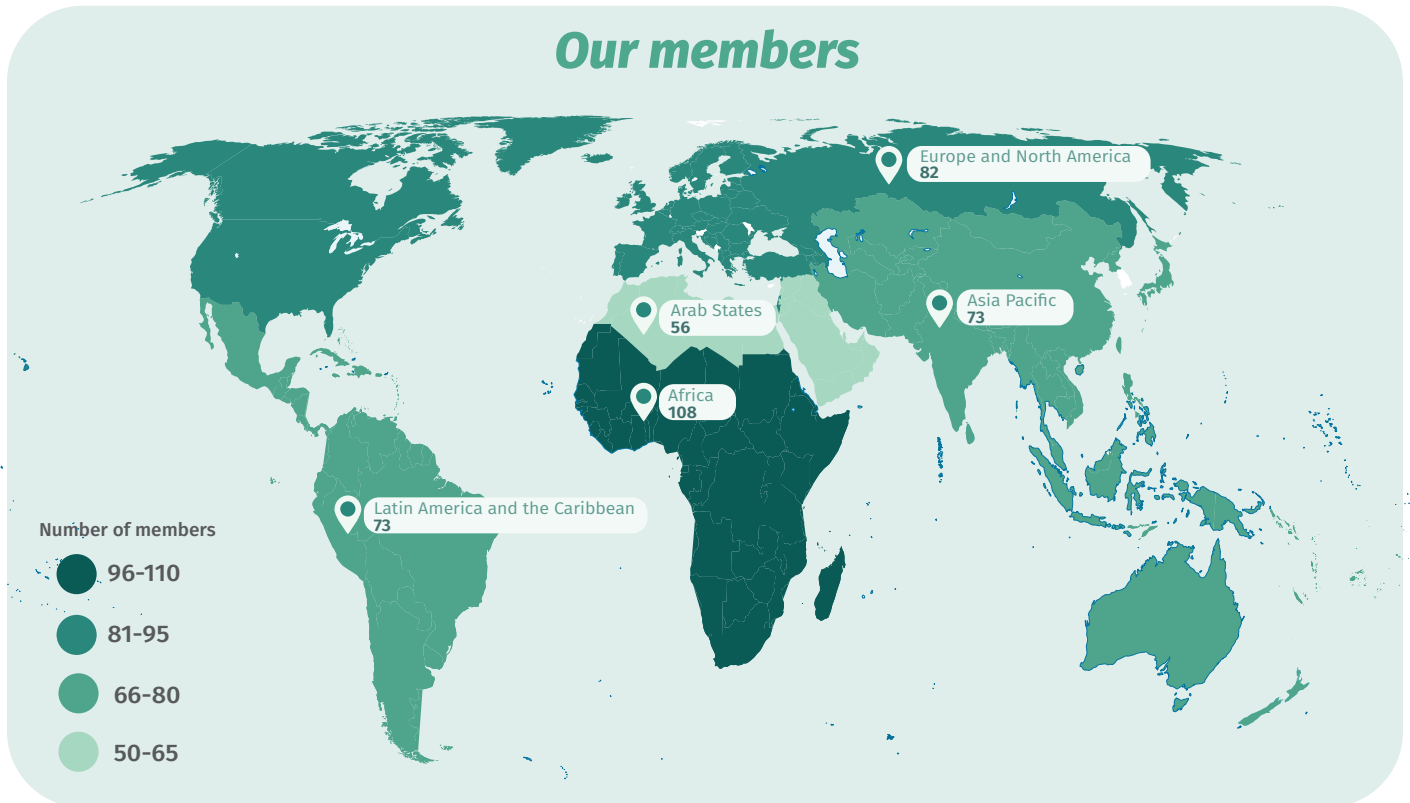 Our members
Europe and North America
82
Arab States
56
Asia Pacific
73
Africa
108
Latin America and the Caribbean
73
Number of members
96-110
81-95
66-80
50-65